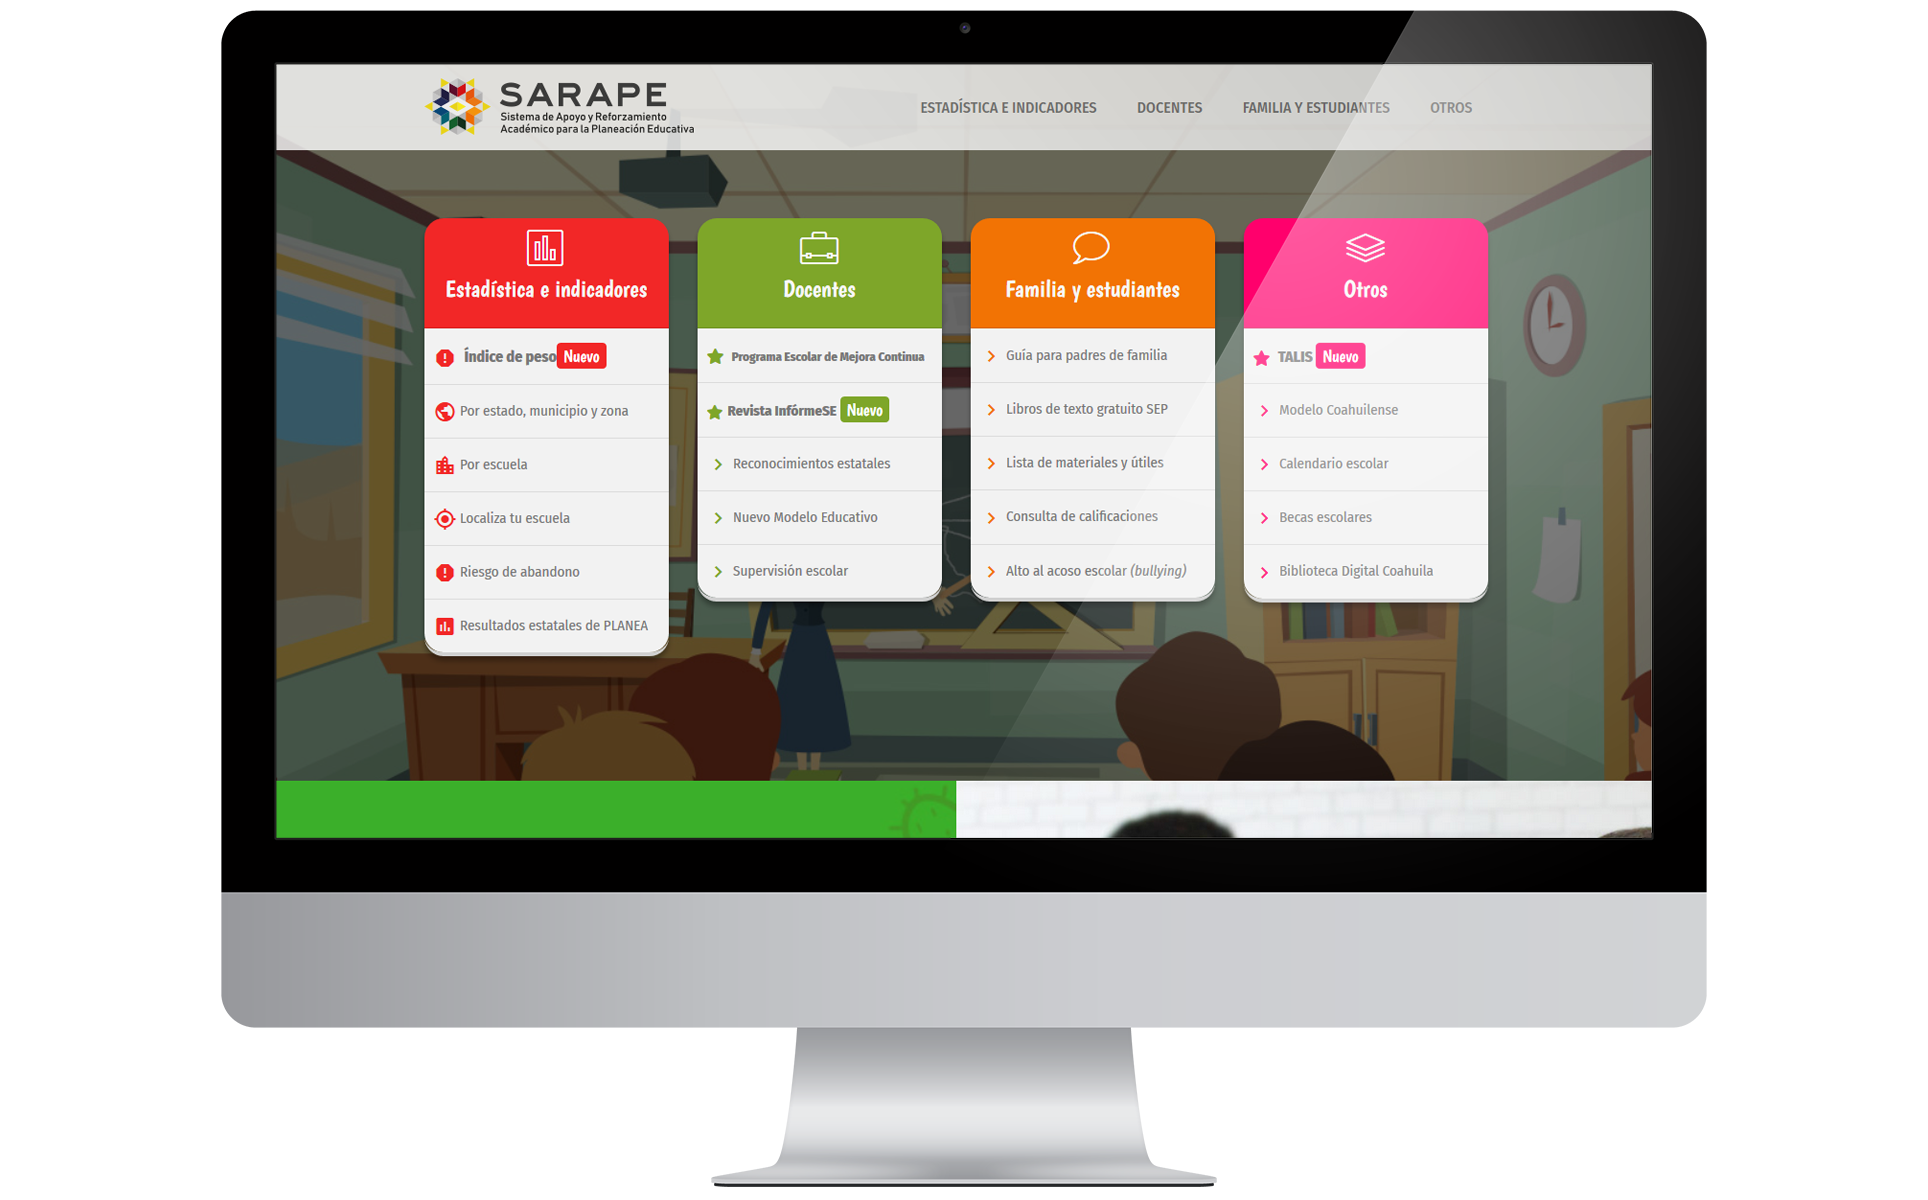 SARAPE
Sistema de Apoyo y Reforzamiento
Académico para la Planeación Educativa
ESTADÍSTICA E INDICADORES
DOCENTES
FAMILIA Y ESTUDIANTES
OTROS
Estadística e indicadores
Índice de peso Nuevo
Por estado, municipio y zona
Por escuela
Localiza tu escuela
Riesgo de abandono
Resultados estatales de PLANEA
Docentes
Programa Escolar de Mejora Continua
Revista InfórmeSE Nuevo
Reconocimientos estatales
Nuevo Modelo Educativo
Supervisión escolar
Familia y estudiantes
Guía para padres de familia
Libros de texto gratuito SEP
Lista de materiales y útiles
Consulta de calificaciones
Alto al acoso escolar (bullying)
Otros
TALIS Nuevo
Modelo Coahuilense
Calendario escolar
Becas escolares
Biblioteca Digital Coahuila